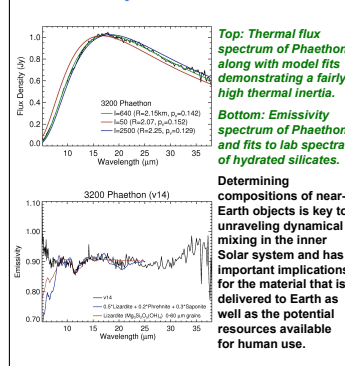 Top: Thermal flux
spectrum of Phaethon
along with model fits
demonstrating a fairly
high thermal inertia.
Bottom: Emissivity
spectrum of Phaethon
and fits to lab spectra
of hydrated silicates.
Determining
compositions of near-
Earth objects is key to
unraveling dynamical
mixing in the inner
Solar system and has
important implications
for the material that is
delivered to Earth as
well as the potential
resources available
for human use.
Flux Density (Jy)
1.0
0.8
0.6
0.4
0.2
0.0
3200 Phaethon
I=640 (R=2.15km, pv=0.142)
I=50 (R=2.07, pv=0.152)
I=2500 (R=2.25, pv=0.129)
10 15 20 25 30 35
Wavelength (µm)
3200 Phaethon (v14)
Emissivity
1.10
1.00
0.90
0.80
0.70
v14
0.5*Lizardite + 0.2*Prehnite + 0.3*Saponite
Lizardite (Mg3Si2O5(OH)4) 0-60 µm grains
10 15 20 25 30 35
Wavelength (µm)